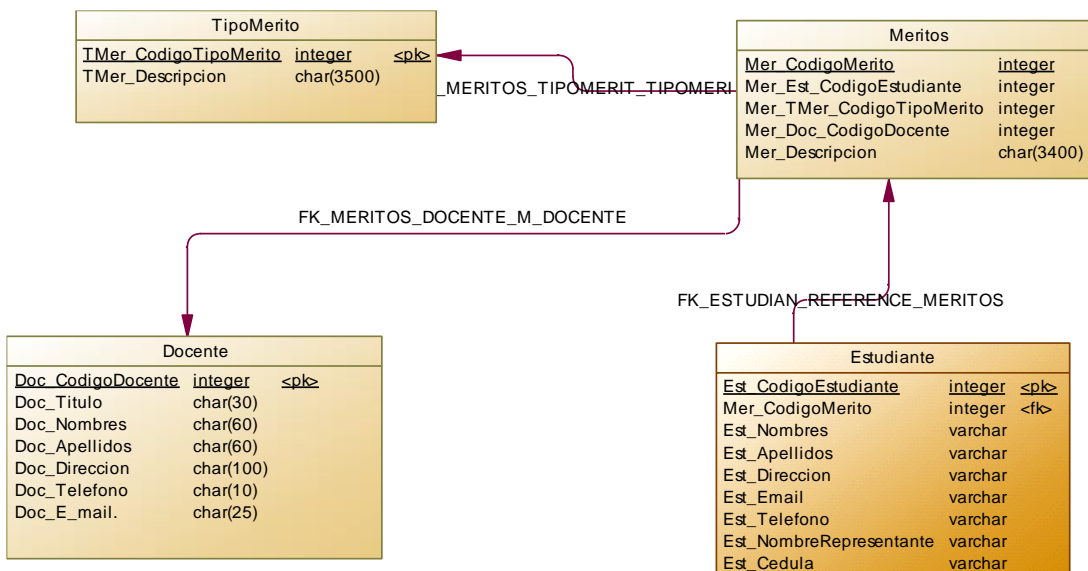 TipoMerito
TMer_CodigoTipoMerito integer <pk>
TMer_Descripcion char(3500)
_MERITOS_TIPOMERIT_TIPOMERI
Meritos
Mer_CodigoMerito integer
Mer_Est_CodigoEstudiante integer
Mer_TMer_CodigoTipoMerito integer
Mer_Doc_CodigoDocente integer
Mer_Descripcion char(3400)
FK_MERITOS_DOCENTE_M_DOCENTE
FK_ESTUDIAN_REFERENCE_MERITOS
Docente
Doc_CodigoDocente integer <pk>
Doc_Titulo char(30)
Doc_Nombres char(60)
Doc_Apellidos char(60)
Doc_Direccion char(100)
Doc_Telefono char(10)
Doc_E_mail. char(25)
Estudiante
Est_CodigoEstudiante integer <pk>
Mer_CodigoMerito integer <fk>
Est_Nombres varchar
Est_Apellidos varchar
Est_Direccion varchar
Est_Email varchar
Est_Telefono varchar
Est_NombreRepresentante varchar
Est_Cedula varchar